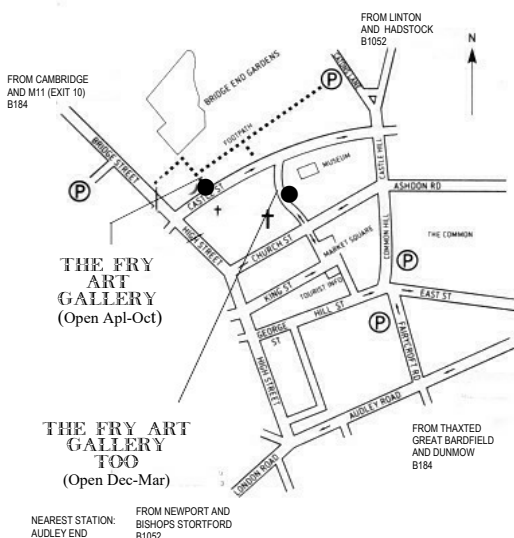 FROM LINTON
AND HADSTOCK
B1052
N
FROM CAMBRIDGE
AND M11 (EXIT 10)
B184
P
BRIDGE END GARDENS
LANE
FOOTPATH
BRIDGE STREET
P
MUSEUM
CASTLE HILL
CASTLE ST
ASHDON RD
HIGH STREET
CHURCH ST
MARKET SQUARE
COMMON HILL
THE COMMON
THE FRY
ART
GALLERY
(Open Apl-Oct)
KING ST
TOURIST INFO
P
HILL ST
EAST ST
GEORGE
ST.
P
FAIRYCROFT RD
HIGH STREET
AUDLEY ROAD
THE FRY ART
GALLERY
TOO
(Open Dec-Mar)
FROM THAXTED
GREAT BARDFIELD
AND DUNMOW
B184
LONDON ROAD
NEAREST STATION:
AUDLEY END
FROM NEWPORT AND
BISHOPS STORTFORD
B1052